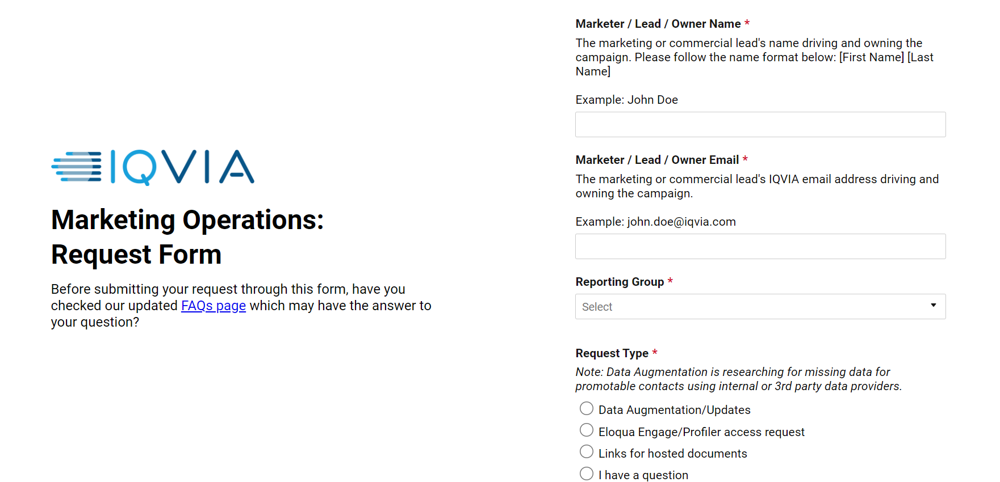 IQVIA
Marketing Operations:
Request Form
Before submitting your request through this form, have you
checked our updated FAQs page which may have the answer to
your question?
Marketer / Lead / Owner Name *
The marketing or commercial lead's name driving and owning the
campaign. Please follow the name format below: [First Name] [Last
Name]
Example: John Doe
Marketer / Lead / Owner Email *
The marketing or commercial lead's IQVIA email address driving and
owning the campaign.
Example: john.doe@iqvia.com
Reporting Group *
Select
Request Type *
Note: Data Augmentation is researching for missing data for
promotable contacts using internal or 3rd party data providers.
Data Augmentation/Updates
Eloqua Engage/Profiler access request
Links for hosted documents
I have a question